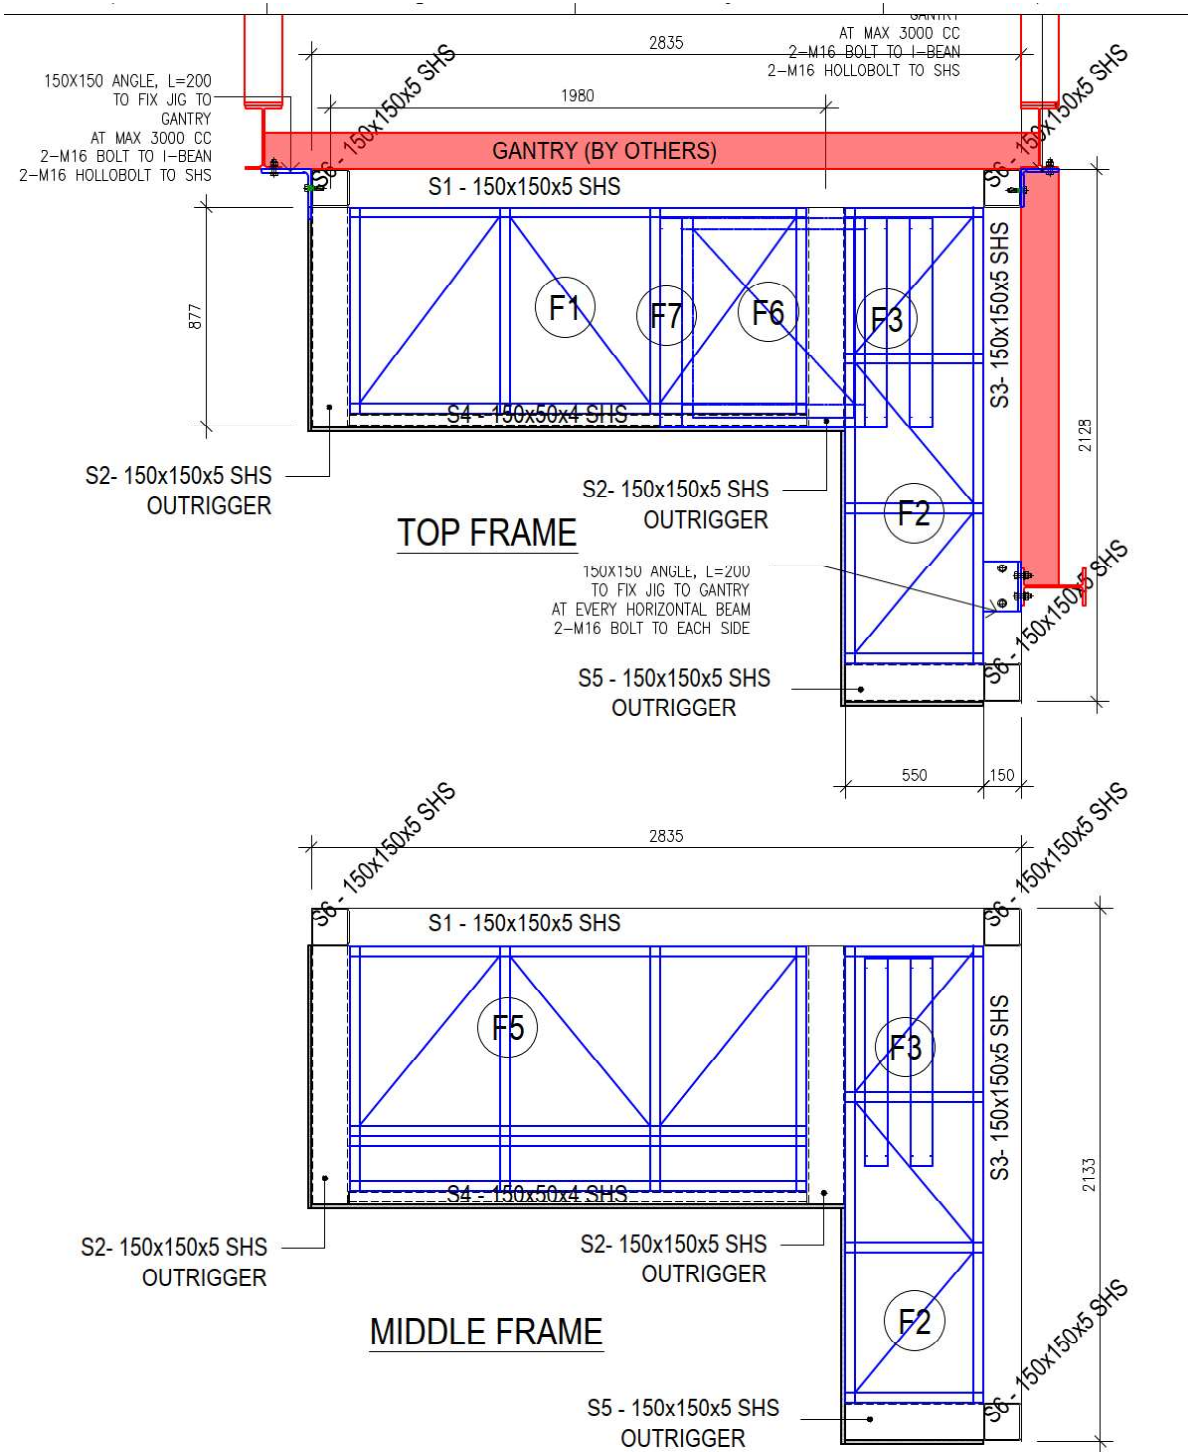 GANTRY
AT MAX 3000 CC
2-M16 BOLT TO I-BEAN
2-M16 HOLLOBOLT TO SHS
2835
150X150 ANGLE, L=200
TO FIX JIG TO
GANTRY
AT MAX 3000 CC
2-M16 BOLT TO I-BEAN
2-M16 HOLLOBOLT TO SHS
S6 - 150x150x5 SHS
S6 - 150x150x5 SHS
1980
GANTRY (BY OTHERS)
S1 - 150x150x5 SHS
877
F1
F7
F6
F3
S3- 150x150x5 SHS
2128
S4 - 150x50x4 SHS
S2- 150x150x5 SHS
OUTRIGGER
S2- 150x150x5 SHS
OUTRIGGER
F2
TOP FRAME
150X150 ANGLE, L=200
TO FIX JIG TO GANTRY
AT EVERY HORIZONTAL BEAM
2-M16 BOLT TO EACH SIDE
S6 - 150x150x5 SHS
S5 - 150x150x5 SHS
OUTRIGGER
550
150
S6 - 150x150x5 SHS
2835
S6 - 150x150x5 SHS
S1 - 150x150x5 SHS
F5
F3
S3- 150x150x5 SHS
2133
S4 - 150x50x4 SHS
S2- 150x150x5 SHS
OUTRIGGER
S2- 150x150x5 SHS
OUTRIGGER
MIDDLE FRAME
F2
S6 - 150x150x5 SHS
S5 - 150x150x5 SHS
OUTRIGGER